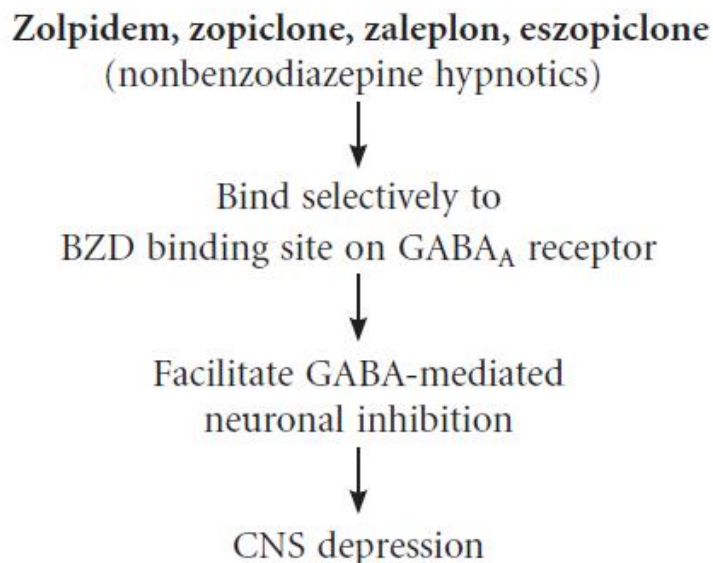 Zolpidem, zopiclone, zaleplon, eszopiclone
(nonbenzodiazepine hypnotics)
Bind selectively to
BZD binding site on GABA_A receptor
Facilitate GABA-mediated
neuronal inhibition
CNS depression